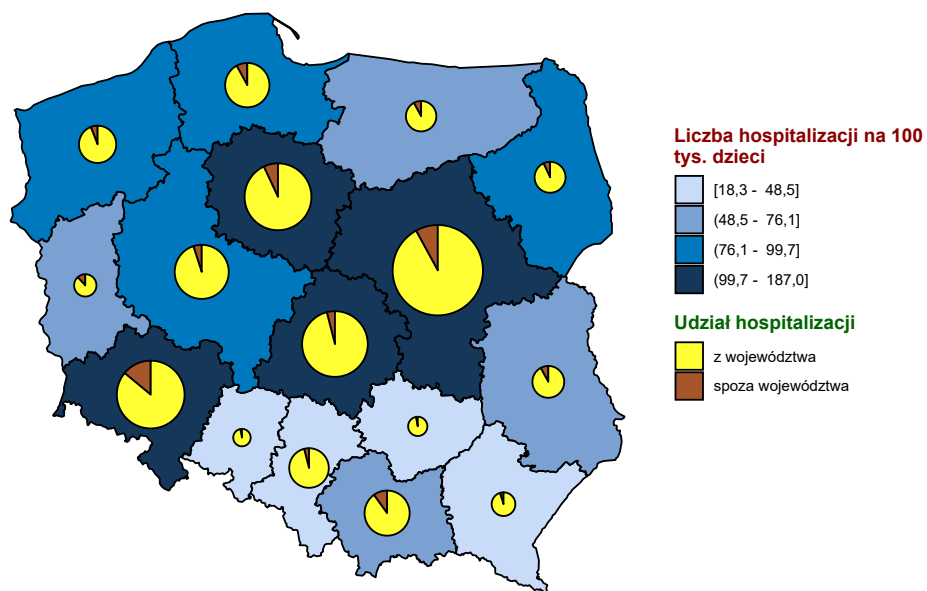 Liczba hospitalizacji na 100
tys. dzieci
[18,3 - 48,5]
(48,5 - 76,1]
(76,1 - 99,7]
(99,7 - 187,0]
Udział hospitalizacji
z województwa
spoza województwa